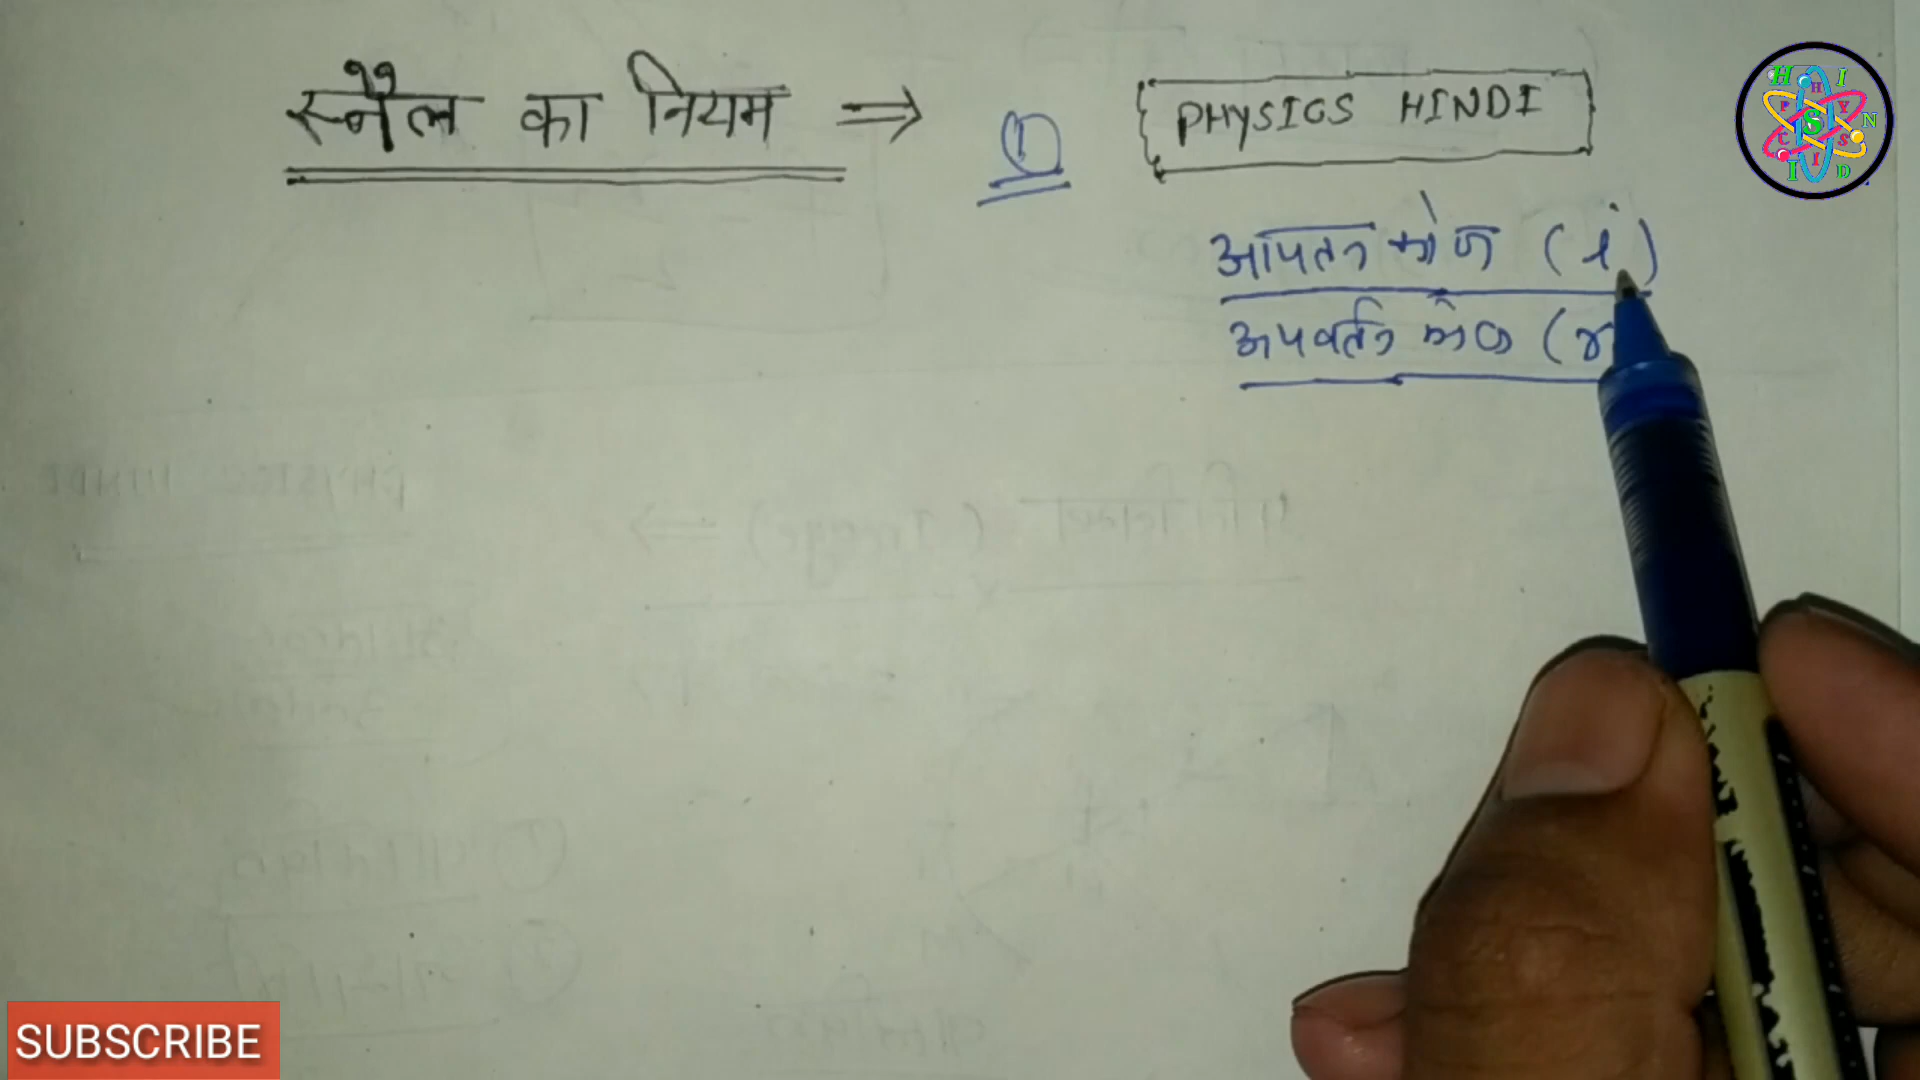 स्नैल का नियम ⇒ ①
PHYSICS HINDI
आपतन कोण (i)
अपवर्तन कोण (r
SUBSCRIBE